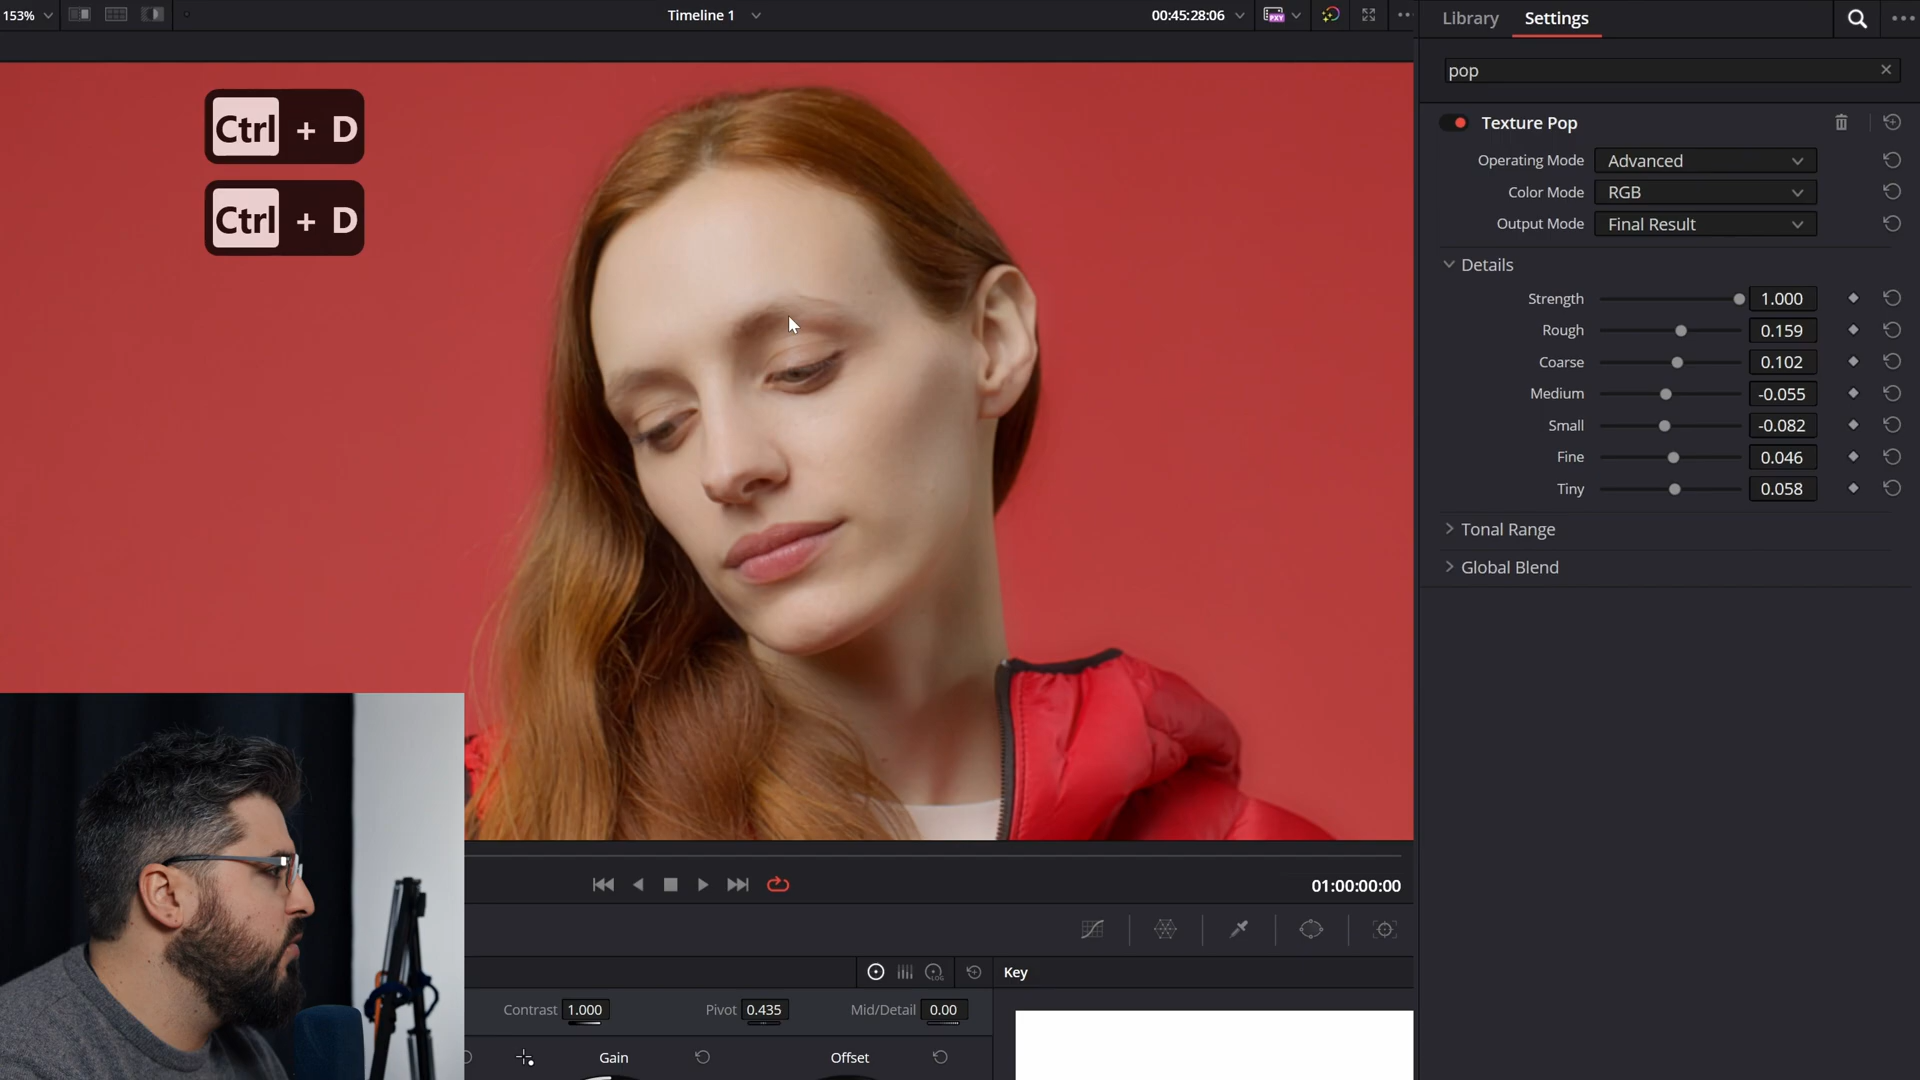 153%
Timeline 1
00:45:28:06
PXY
Library
Settings
pop
Ctrl + D
Ctrl + D
Texture Pop
Operating Mode Advanced
Color Mode RGB
Output Mode Final Result
Details
Strength 1.000
Rough 0.159
Coarse 0.102
Medium -0.055
Small -0.082
Fine 0.046
Tiny 0.058
Tonal Range
Global Blend
01:00:00:00
LOG
Key
Contrast 1.000
Pivot 0.435
Mid/Detail 0.00
Gain
Offset